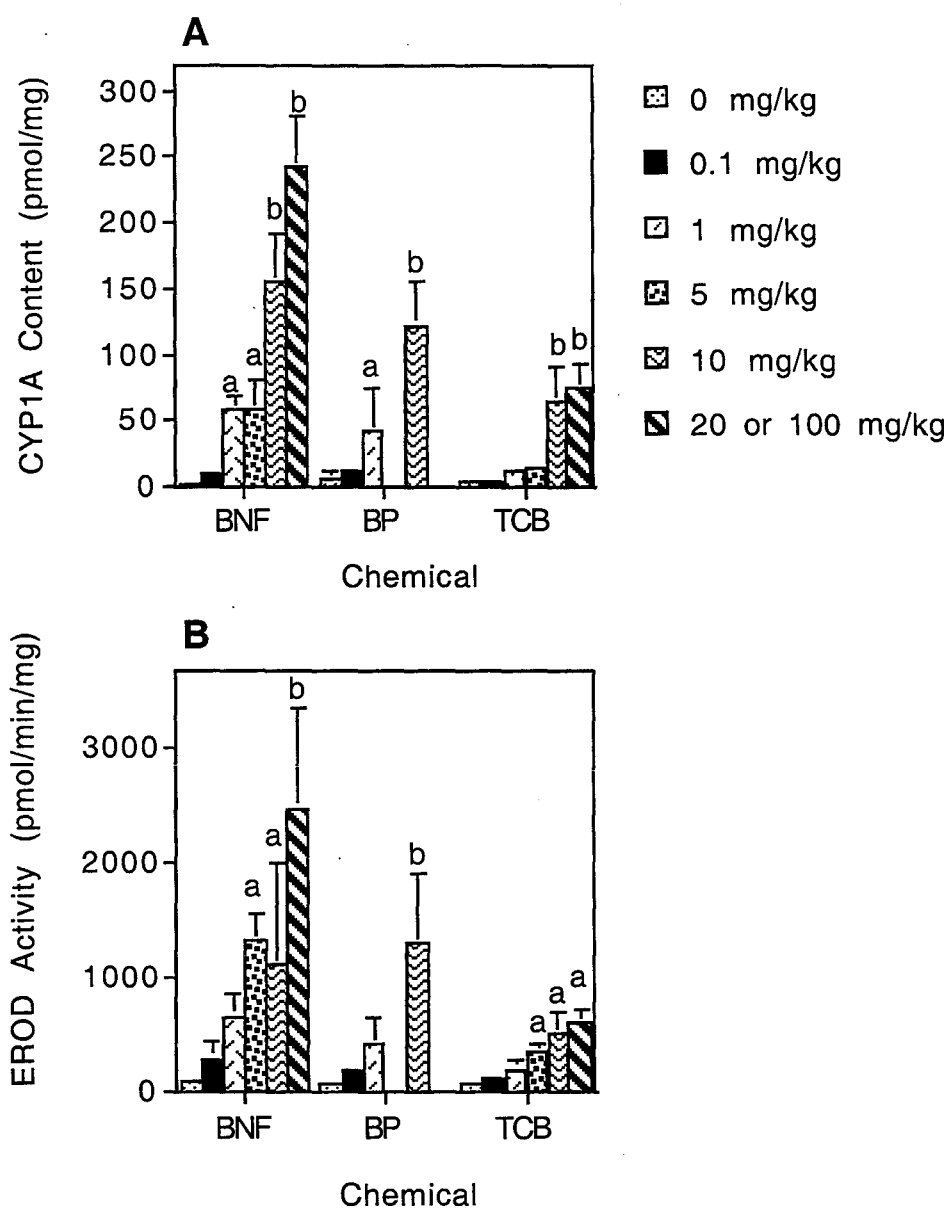 A
CYP1A Content (pmol/mg)
300
250
200
150
100
50
0
b
b
a
a
a
b
b
b
BNF
BP
TCB
Chemical
0 mg/kg
0.1 mg/kg
1 mg/kg
5 mg/kg
10 mg/kg
20 or 100 mg/kg
B
EROD Activity (pmol/min/mg)
3000
2000
1000
0
b
a
a
b
a
a
a
BNF
BP
TCB
Chemical